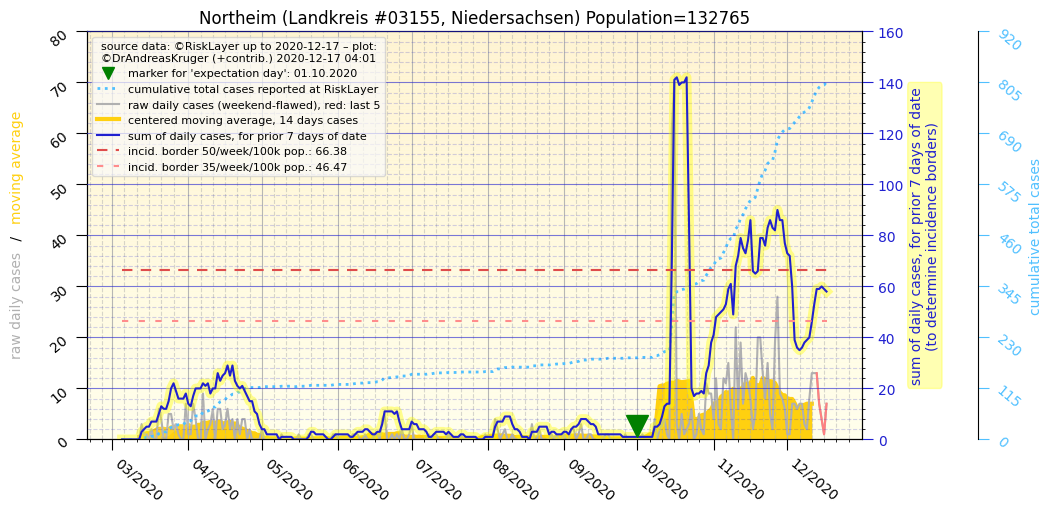 Northeim (Landkreis #03155, Niedersachsen) Population=132765
source data: ©RiskLayer up to 2020-12-17 – plot:
©DrAndreasKruger (+contrib.) 2020-12-17 04:01
marker for 'expectation day': 01.10.2020
cumulative total cases reported at RiskLayer
raw daily cases (weekend-flawed), red: last 5
centered moving average, 14 days cases
sum of daily cases, for prior 7 days of date
incid. border 50/week/100k pop.: 66.38
incid. border 35/week/100k pop.: 46.47
raw daily cases / moving average
80
70
60
50
40
30
20
10
0
160
140
120
100
80
60
40
20
0
sum of daily cases, for prior 7 days of date
(to determine incidence borders)
920
805
690
575
460
345
230
115
0
cumulative total cases
03/2020
04/2020
05/2020
06/2020
07/2020
08/2020
09/2020
10/2020
11/2020
12/2020